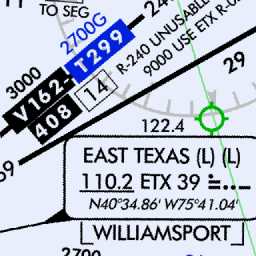 TO SEG
2700G
24
3000
V162
T299
408
14
R-240 UNUSABLE
9000 USE ETX R-0
29
122.4
59
EAST TEXAS (L) (L)
110.2 ETX 39
N40°34.86' W75°41.04'
WILLIAMSPORT
2700